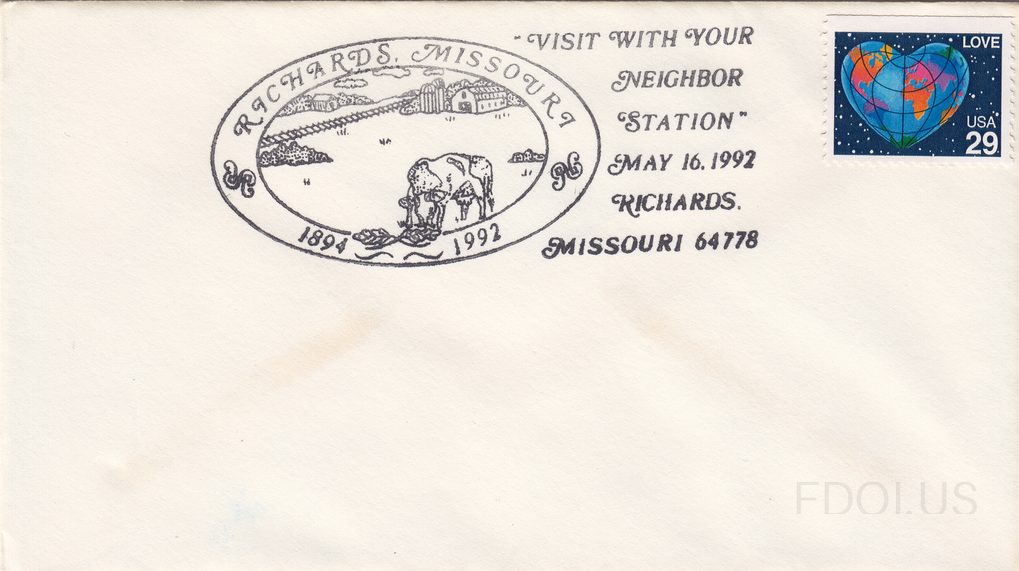 RICHARDS, MISSOURI
1894 1992
"VISIT WITH YOUR
NEIGHBOR
STATION"
MAY 16, 1992
RICHARDS,
MISSOURI 64778
LOVE
USA
29
FDOI.US